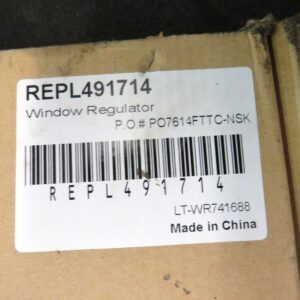 REPL491714
Window Regulator
P.O.# PO7614FTTC-NSK
REPL491714
LT-WR741688
Made in China